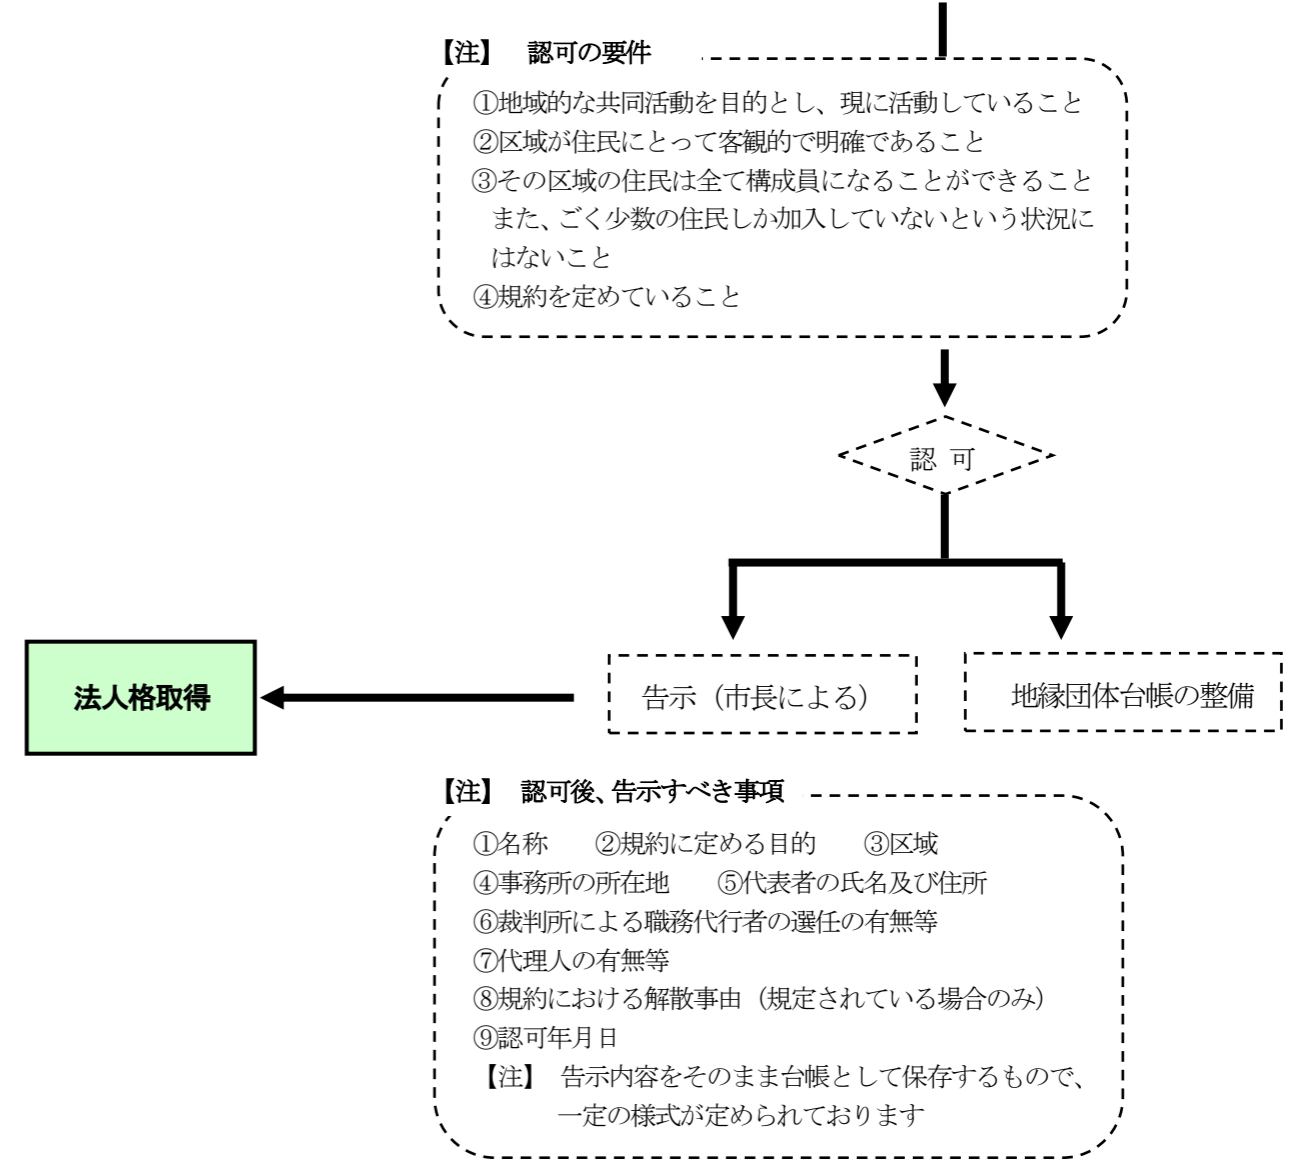 【注】　認可の要件
①地域的な共同活動を目的とし、現に活動していること
②区域が住民にとって客観的で明確であること
③その区域の住民は全て構成員になることができること
また、ごく少数の住民しか加入していないという状況に
はないこと
④規約を定めていること
認 可
法人格取得
告示（市長による）
地縁団体台帳の整備
【注】　認可後、告示すべき事項
①名称　　②規約に定める目的　　③区域
④事務所の所在地　　⑤代表者の氏名及び住所
⑥裁判所による職務代行者の選任の有無等
⑦代理人の有無等
⑧規約における解散事由（規定されている場合のみ）
⑨認可年月日
【注】　告示内容をそのまま台帳として保存するもので、
一定の様式が定められております